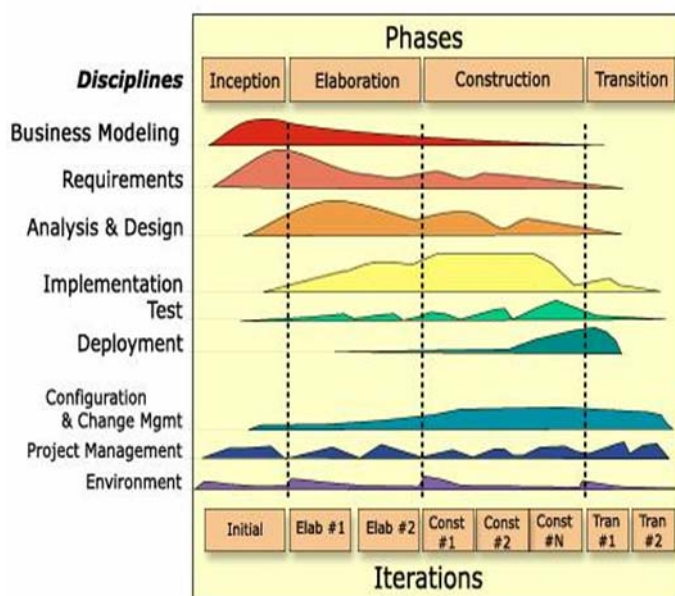 Phases
Disciplines
Inception
Elaboration
Construction
Transition
Business Modeling
Requirements
Analysis & Design
Implementation
Test
Deployment
Configuration
& Change Mgmt
Project Management
Environment
Initial
Elab #1
Elab #2
Const
#1
Const
#2
Const
#N
Tran
#1
Tran
#2
Iterations